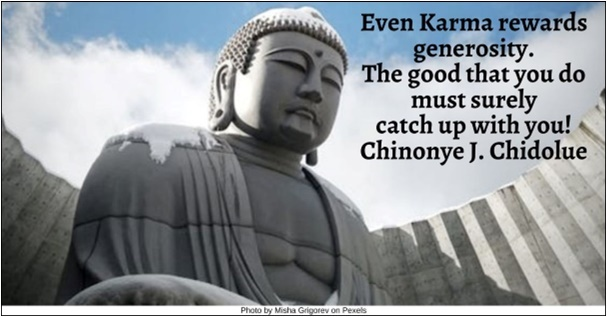 Even Karma rewards
generosity.
The good that you do
must surely
catch up with you!
Chinonye J. Chidolue
Photo by Misha Grigorev on Pexels